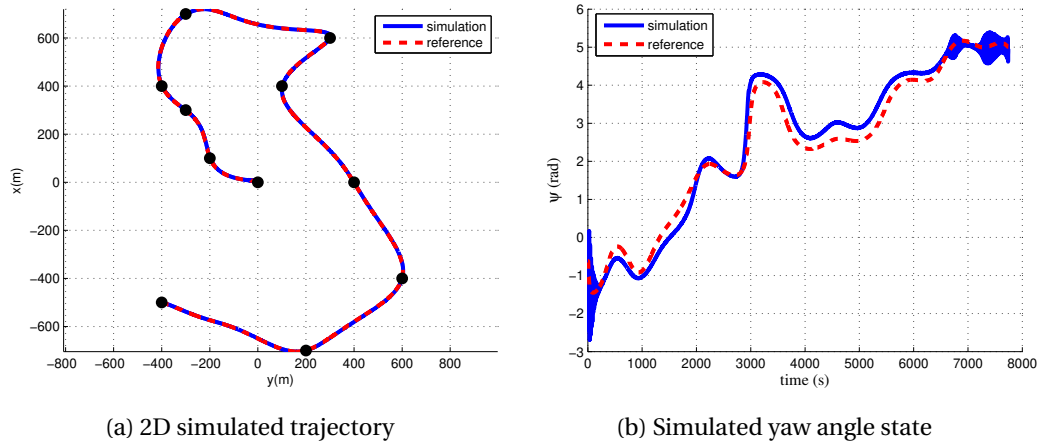 simulation
reference
x(m)
600
400
200
0
−200
−400
−600
−800 −600 −400 −200 0 200 400 600 800
y(m)
(a) 2D simulated trajectory
simulation
reference
ψ (rad)
6
5
4
3
2
1
0
−1
−2
−3
0 1000 2000 3000 4000 5000 6000 7000 8000
time (s)
(b) Simulated yaw angle state